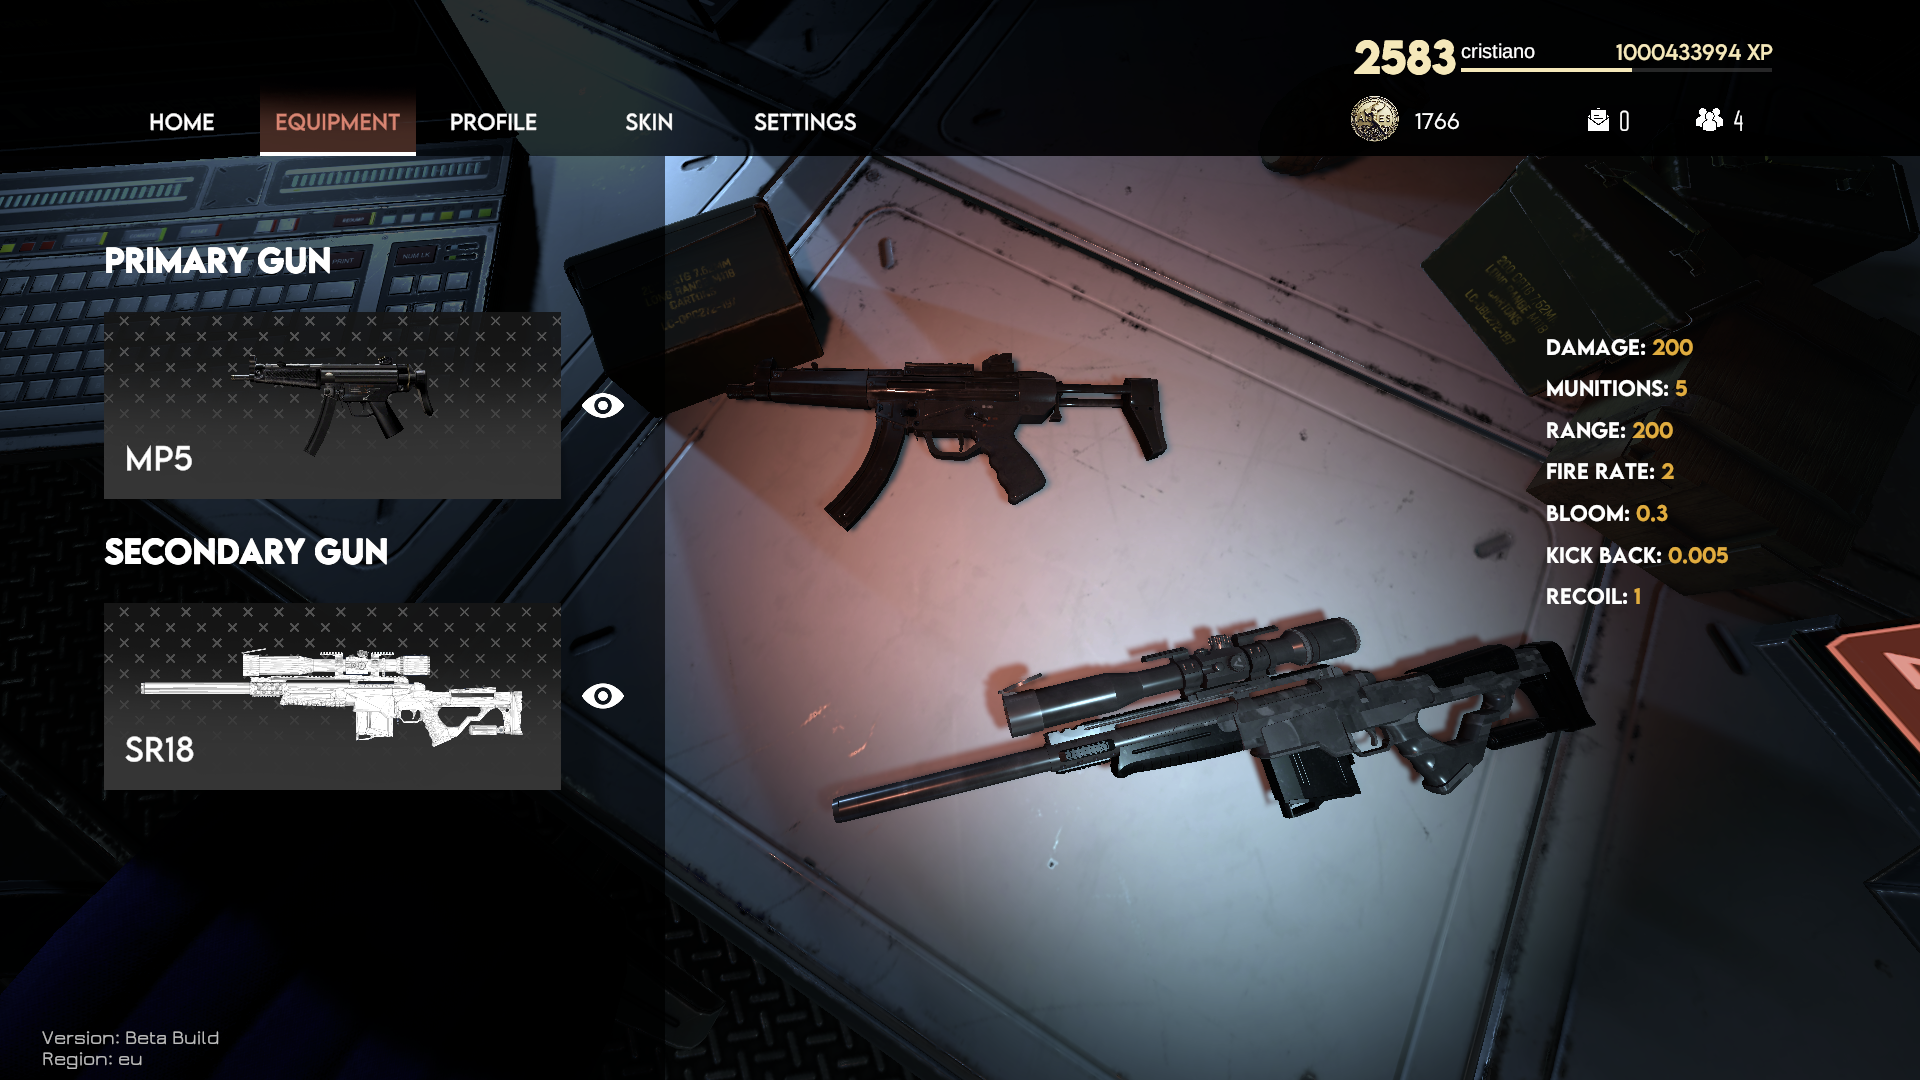 2583 cristiano 1000433994 XP
HOME EQUIPMENT PROFILE SKIN SETTINGS
1766 0 4
PRIMARY GUN
MP5
SECONDARY GUN
SR18
DAMAGE: 200
MUNITIONS: 5
RANGE: 200
FIRE RATE: 2
BLOOM: 0.3
KICK BACK: 0.005
RECOIL: 1
Version: Beta Build
Region: eu